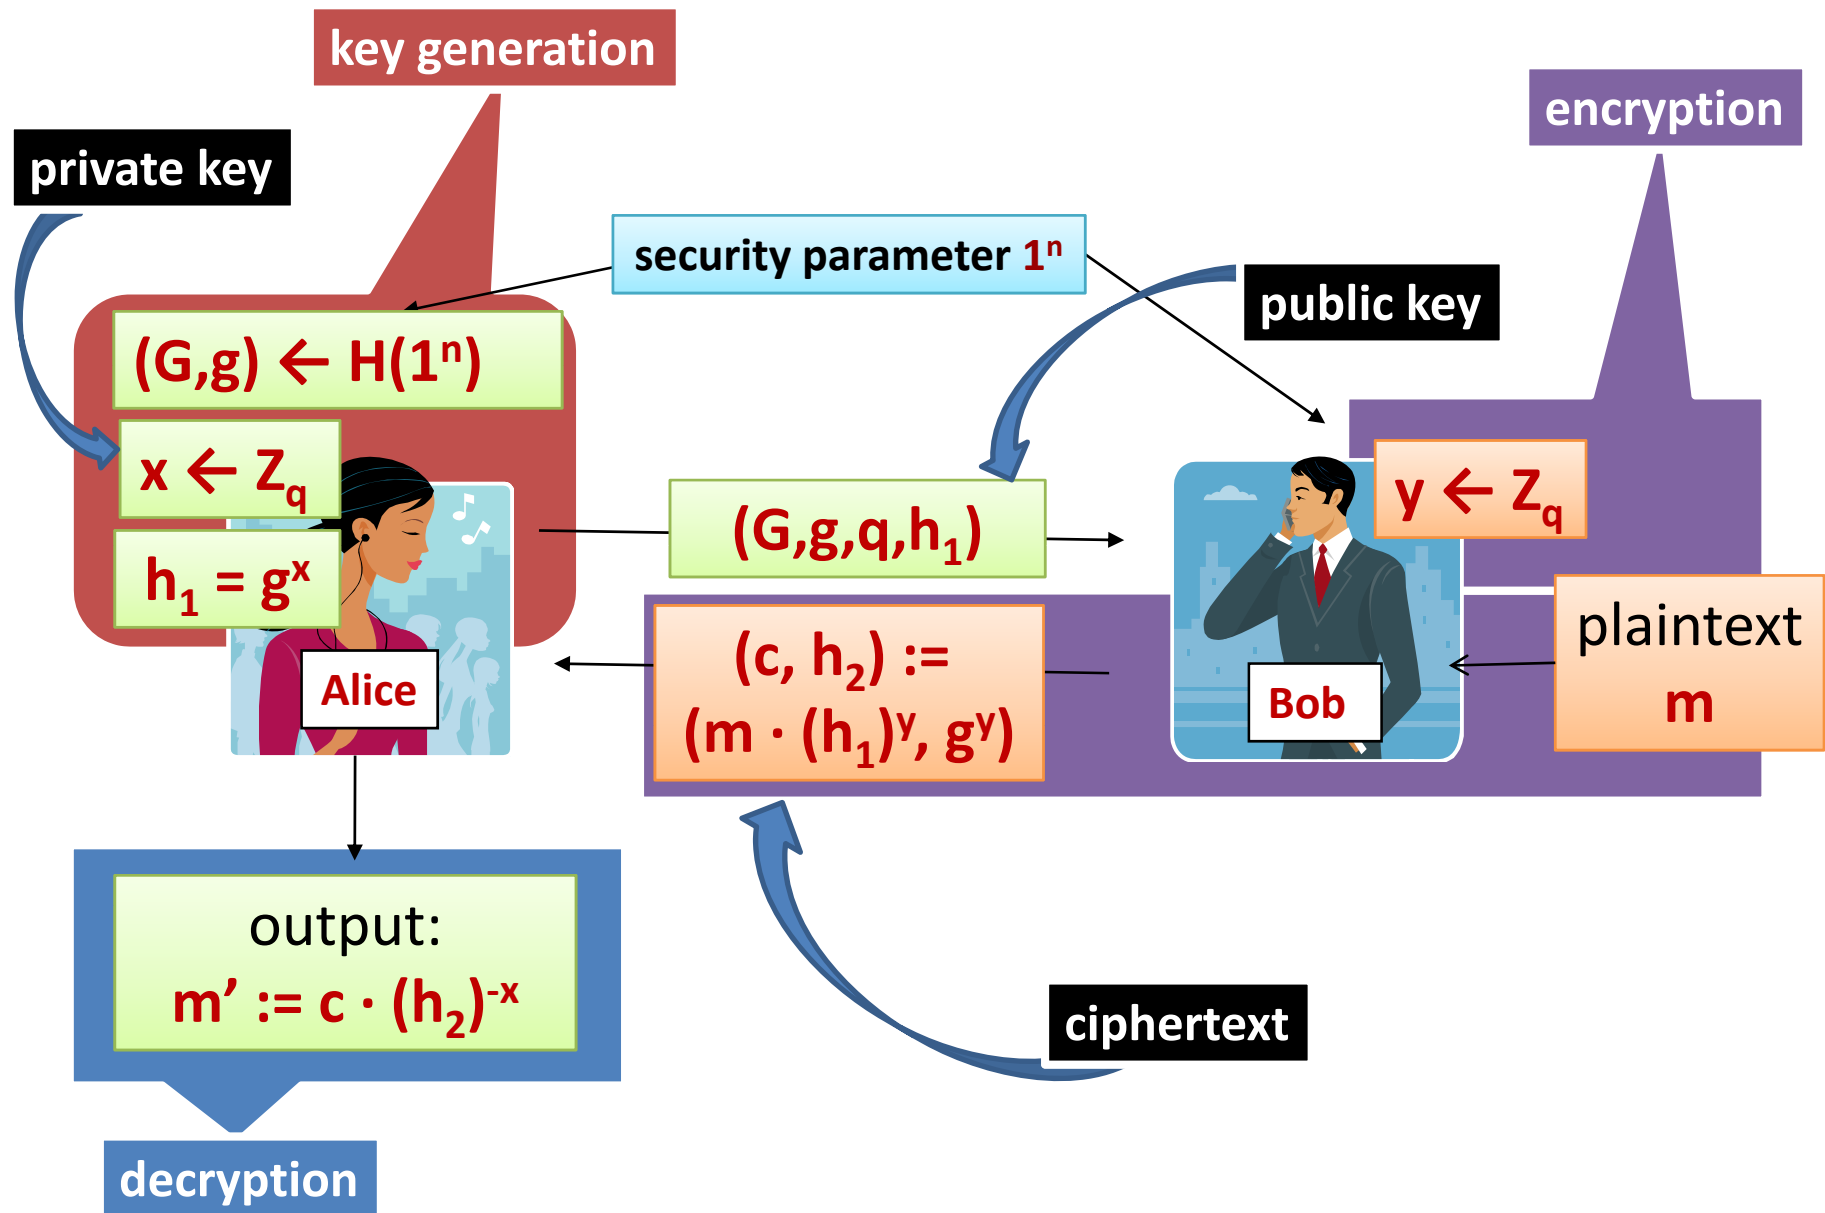 key generation
encryption
private key
security parameter 1ⁿ
public key
(G,g) ← H(1ⁿ)
x ← Z_q
y ← Z_q
(G,g,q,h₁)
h₁ = gˣ
plaintext
m
(c, h₂) :=
(m · (h₁)ʸ, gʸ)
Alice
Bob
output:
m’ := c · (h₂)⁻ˣ
ciphertext
decryption